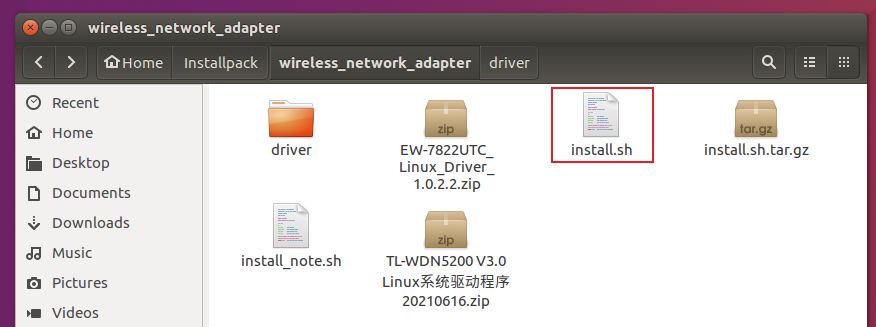 wireless_network_adapter
Home
Installpack
wireless_network_adapter
driver
Recent
Home
Desktop
Documents
Downloads
Music
Pictures
Videos
driver
zip
EW-7822UTC_
Linux_Driver_
1.0.2.2.zip
install.sh
tar.gz
install.sh.tar.gz
install_note.sh
zip
TL-WDN5200 V3.0
Linux系统驱动程序
20210616.zip